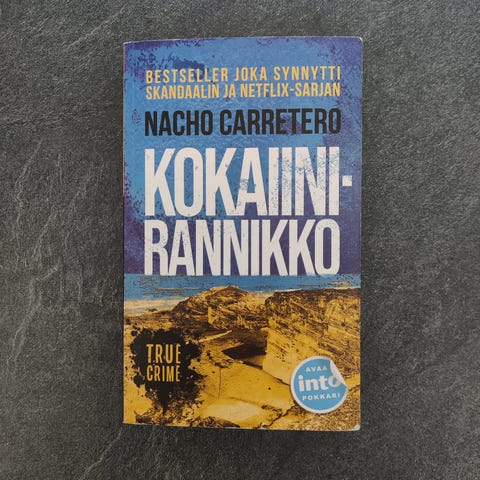 BESTSELLER JOKA SYNNYTTI
SKANDAALIN JA NETFLIX-SARJAN
NACHO CARRETERO
KOKAIINI-
RANNIKKO
TRUE
CRIME
AVAA
into
POKKARI